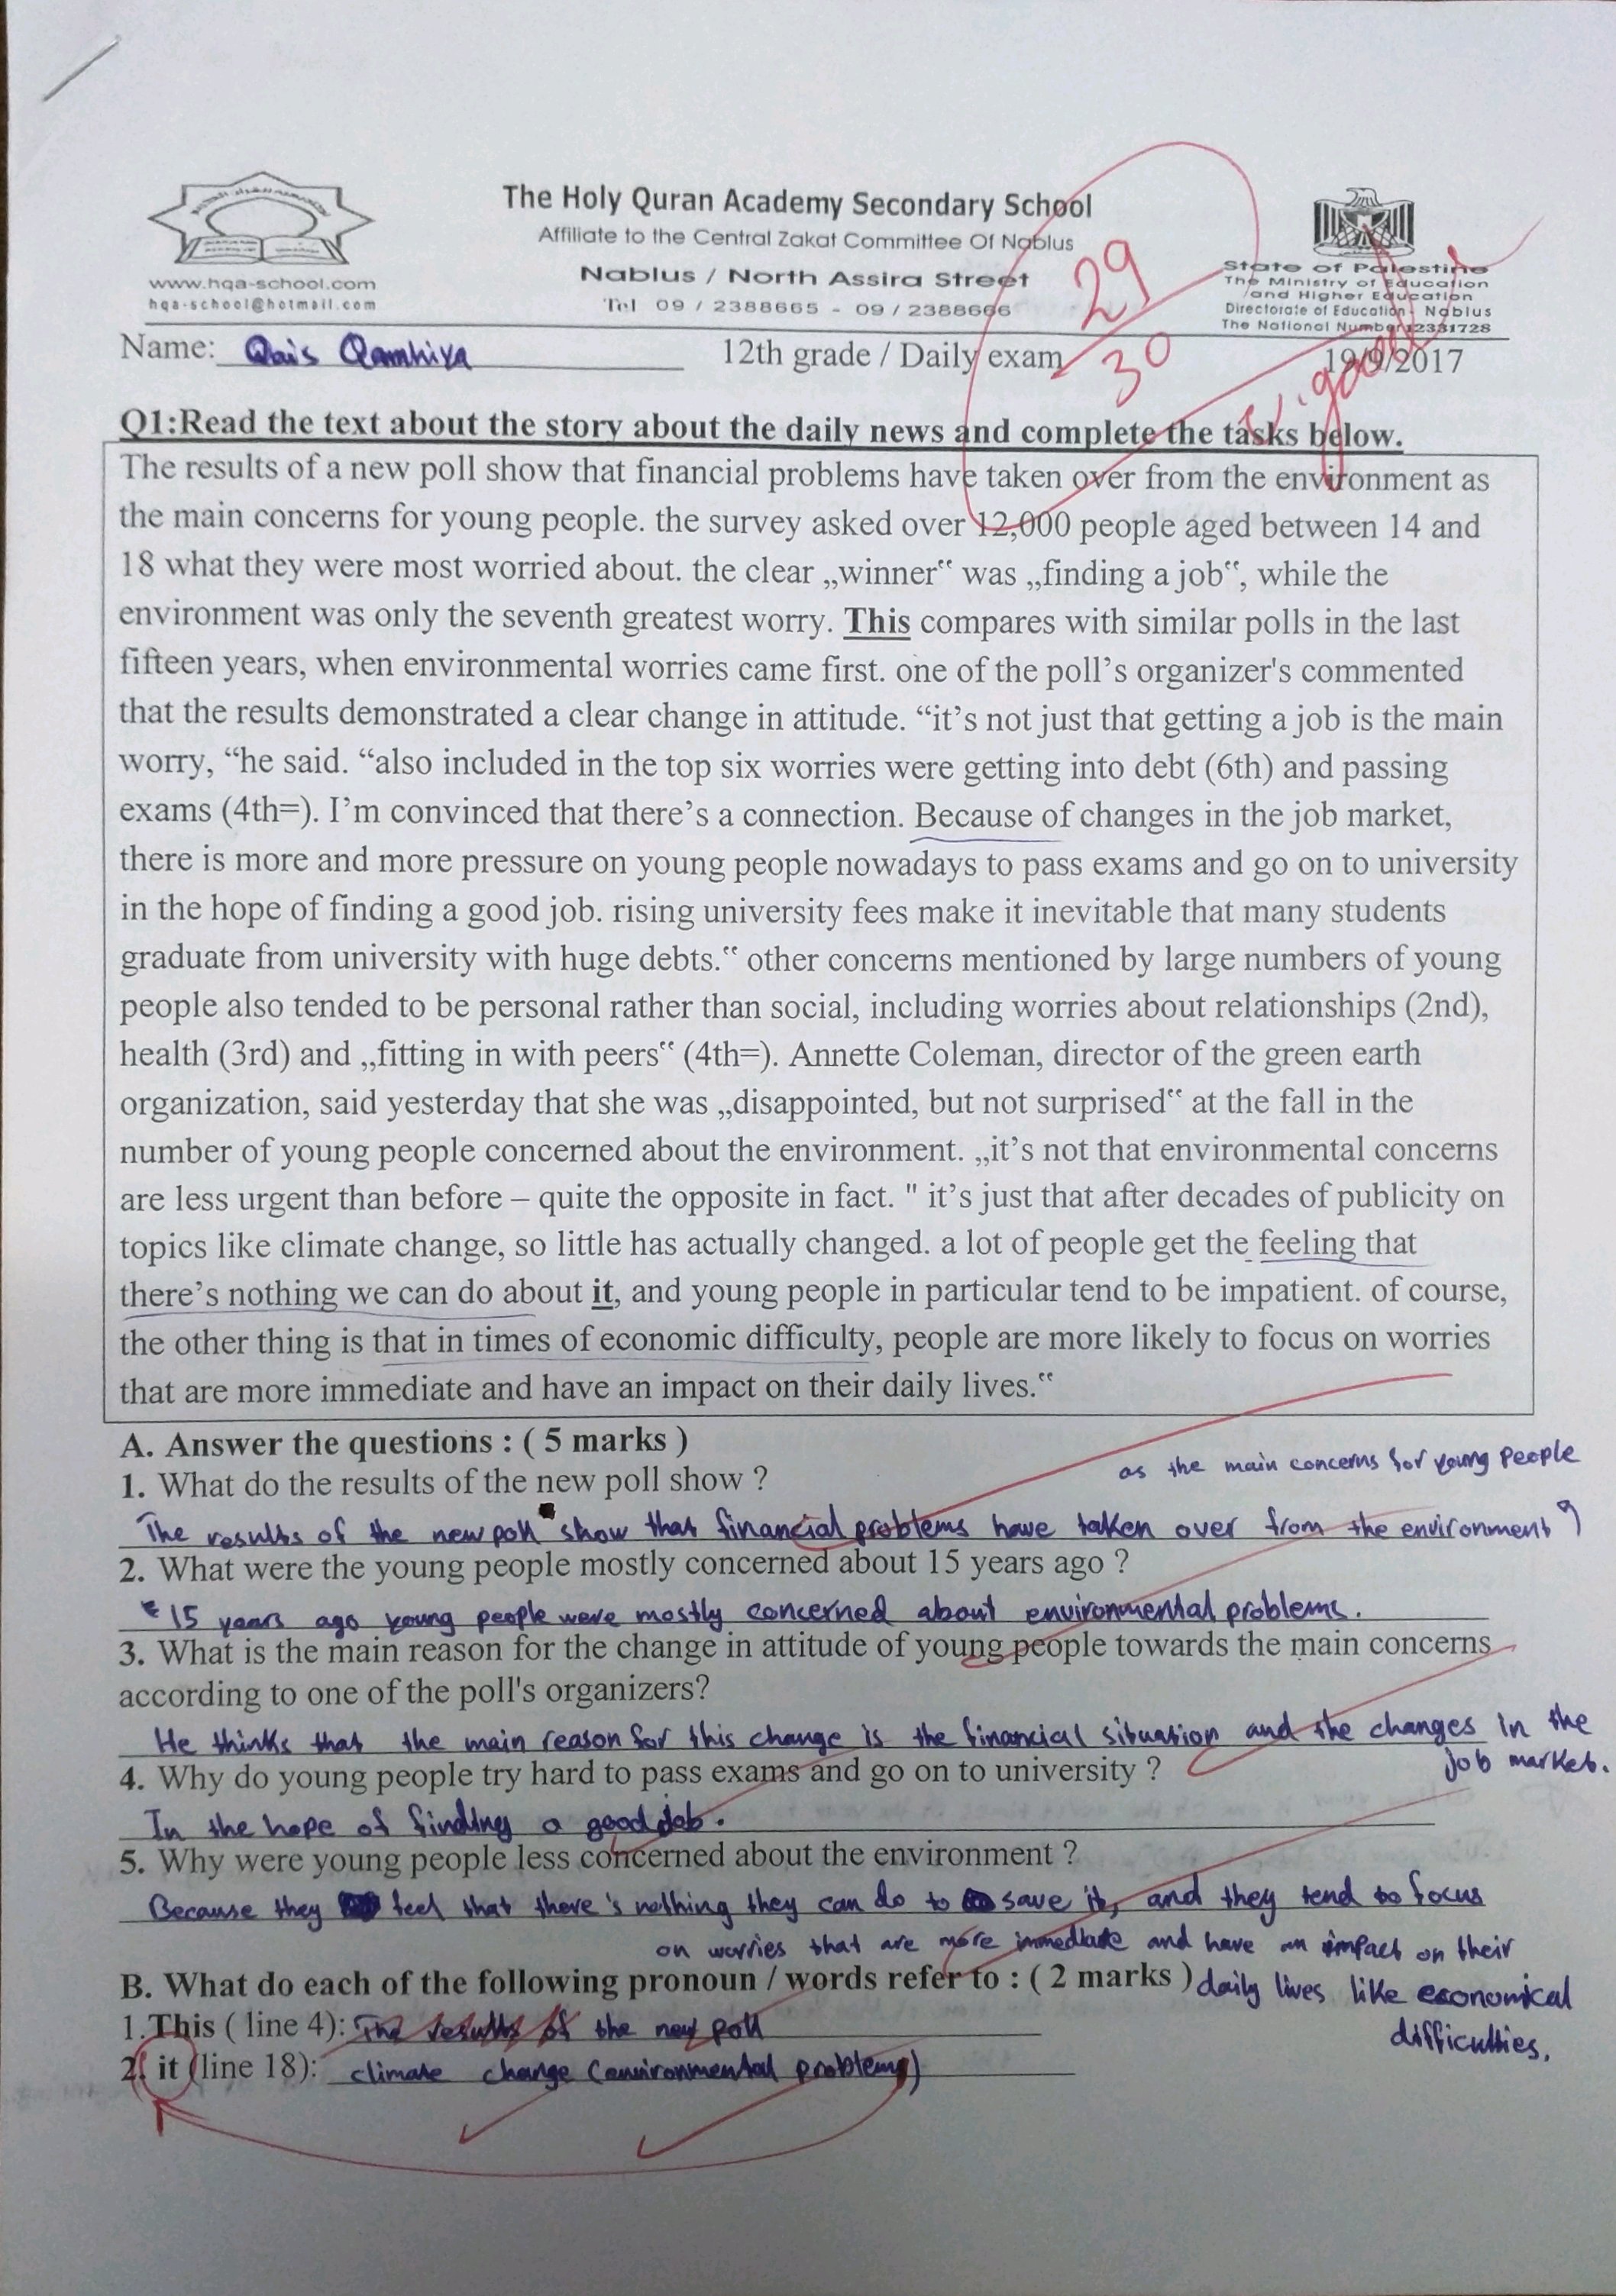 The Holy Quran Academy Secondary School
Affiliate to the Central Zakat Committee Of Nablus
Nablus / North Assira Street
Tel 09 / 2388665 - 09 / 2388666
www.hqa-school.com
hqa-school@hotmail.com
State of Palestine
The Ministry of Education
and Higher Education
Directorate of Education- Nablus
The National Number 12331728
29
30
V. good
Name: Qais Qamhiya 12th grade / Daily exam 19/9/2017
Q1:Read the text about the story about the daily news and complete the tasks below.
The results of a new poll show that financial problems have taken over from the environment as
the main concerns for young people. the survey asked over 12,000 people aged between 14 and
18 what they were most worried about. the clear „winner‟ was „finding a job‟, while the
environment was only the seventh greatest worry. This compares with similar polls in the last
fifteen years, when environmental worries came first. one of the poll’s organizer's commented
that the results demonstrated a clear change in attitude. “it’s not just that getting a job is the main
worry, “he said. “also included in the top six worries were getting into debt (6th) and passing
exams (4th=). I’m convinced that there’s a connection. Because of changes in the job market,
there is more and more pressure on young people nowadays to pass exams and go on to university
in the hope of finding a good job. rising university fees make it inevitable that many students
graduate from university with huge debts.‟ other concerns mentioned by large numbers of young
people also tended to be personal rather than social, including worries about relationships (2nd),
health (3rd) and „fitting in with peers‟ (4th=). Annette Coleman, director of the green earth
organization, said yesterday that she was „disappointed, but not surprised‟ at the fall in the
number of young people concerned about the environment. „it’s not that environmental concerns
are less urgent than before – quite the opposite in fact. " it’s just that after decades of publicity on
topics like climate change, so little has actually changed. a lot of people get the feeling that
there’s nothing we can do about it, and young people in particular tend to be impatient. of course,
the other thing is that in times of economic difficulty, people are more likely to focus on worries
that are more immediate and have an impact on their daily lives.‟
A. Answer the questions : ( 5 marks )
1. What do the results of the new poll show ?
as the main concerns for young people
The results of the new poll show that financial problems have taken over from the environment
2. What were the young people mostly concerned about 15 years ago ?
15 years ago young people were mostly concerned about environmental problems.
3. What is the main reason for the change in attitude of young people towards the main concerns
according to one of the poll's organizers?
He thinks that the main reason for this change is the financial situation and the changes in the
job market.
4. Why do young people try hard to pass exams and go on to university ?
In the hope of finding a good job.
5. Why were young people less concerned about the environment ?
Because they feel that there's nothing they can do to save it, and they tend to focus
on worries that are more immediate and have an impact on their
daily lives like economical
difficulties.
B. What do each of the following pronoun / words refer to : ( 2 marks )
1.This ( line 4): The results of the new poll
2. it (line 18): climate change (environmental problems)